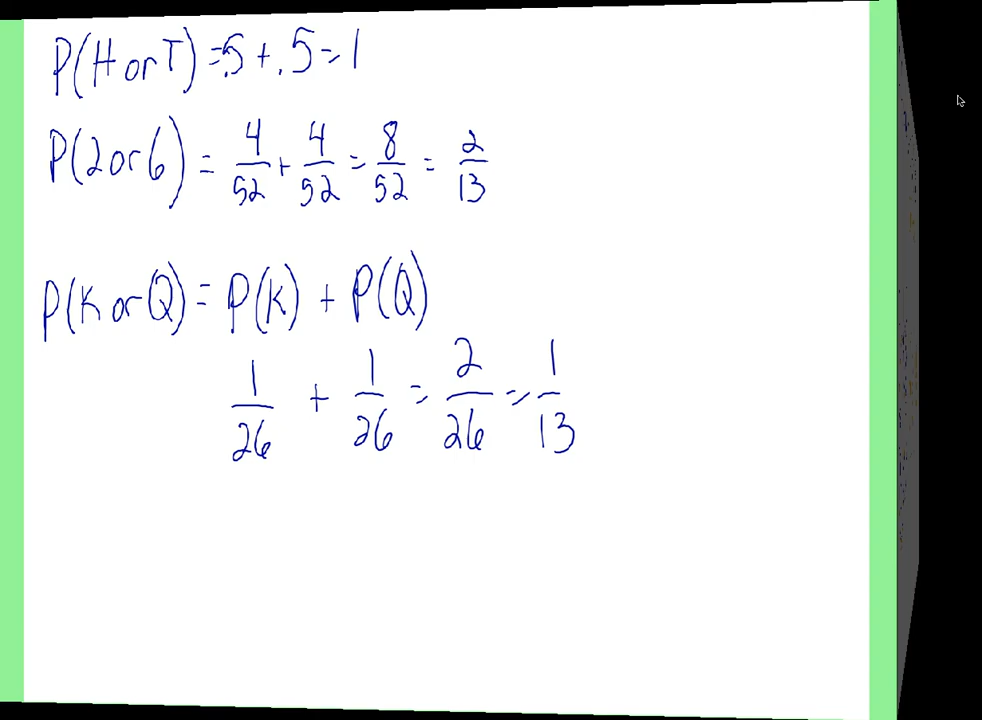 P(H or T) = .5 + .5 = 1
P(2 or 6) = 4/52 + 4/52 = 8/52 = 2/13
P(K or Q) = P(K) + P(Q)
1/26 + 1/26 = 2/26 = 1/13